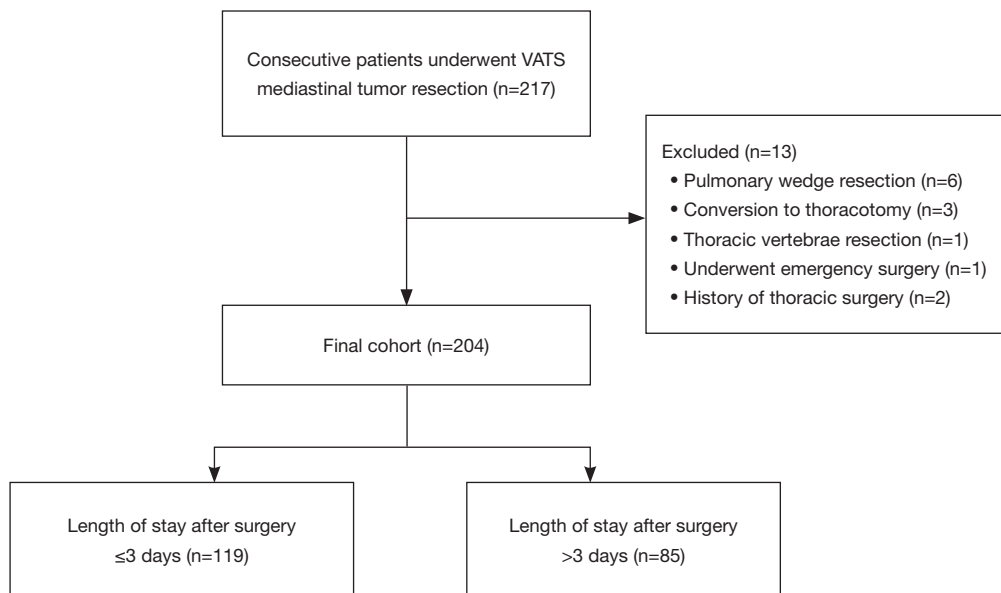 Consecutive patients underwent VATS
mediastinal tumor resection (n=217)
Excluded (n=13)
• Pulmonary wedge resection (n=6)
• Conversion to thoracotomy (n=3)
• Thoracic vertebrae resection (n=1)
• Underwent emergency surgery (n=1)
• History of thoracic surgery (n=2)
Final cohort (n=204)
Length of stay after surgery
≤3 days (n=119)
Length of stay after surgery
>3 days (n=85)